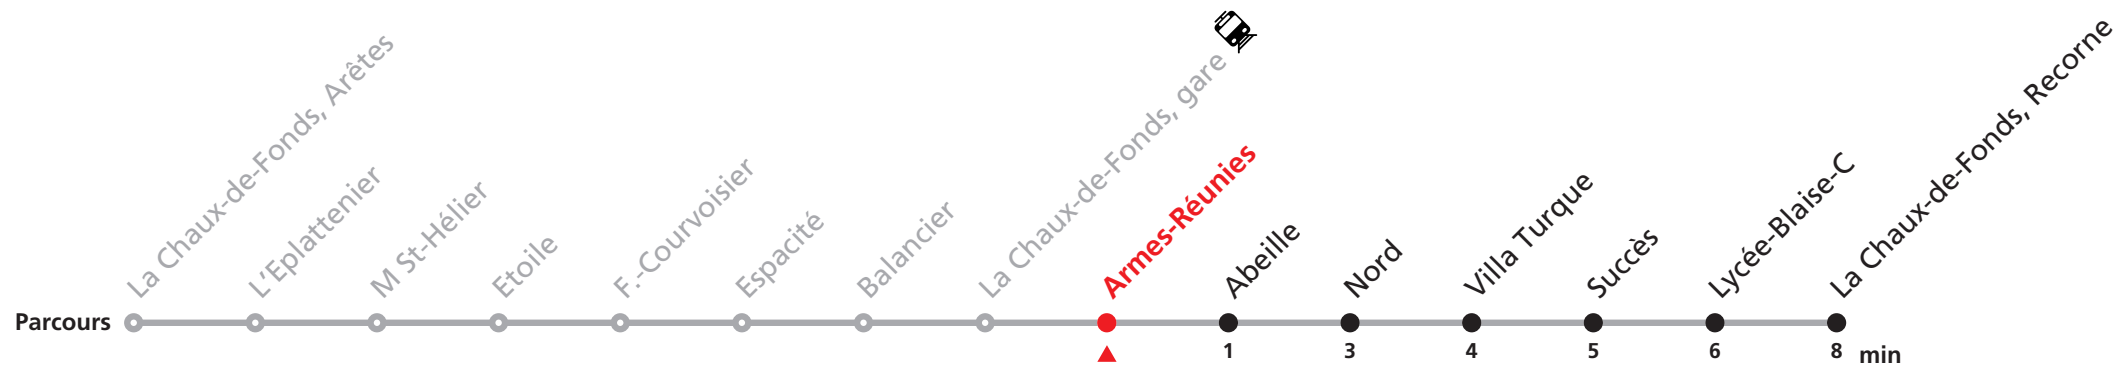 La Chaux-de-Fonds, Arêtes
L'Eplattenier
M St-Hélier
Etoile
F.-Courvoisier
Espacité
Balancier
La Chaux-de-Fonds, gare
Armes-Réunies
Abeille
Nord
Villa Turque
Succès
Lycée-Blaise-C
La Chaux-de-Fonds, Recorne
Parcours
1 3 4 5 6 8 min